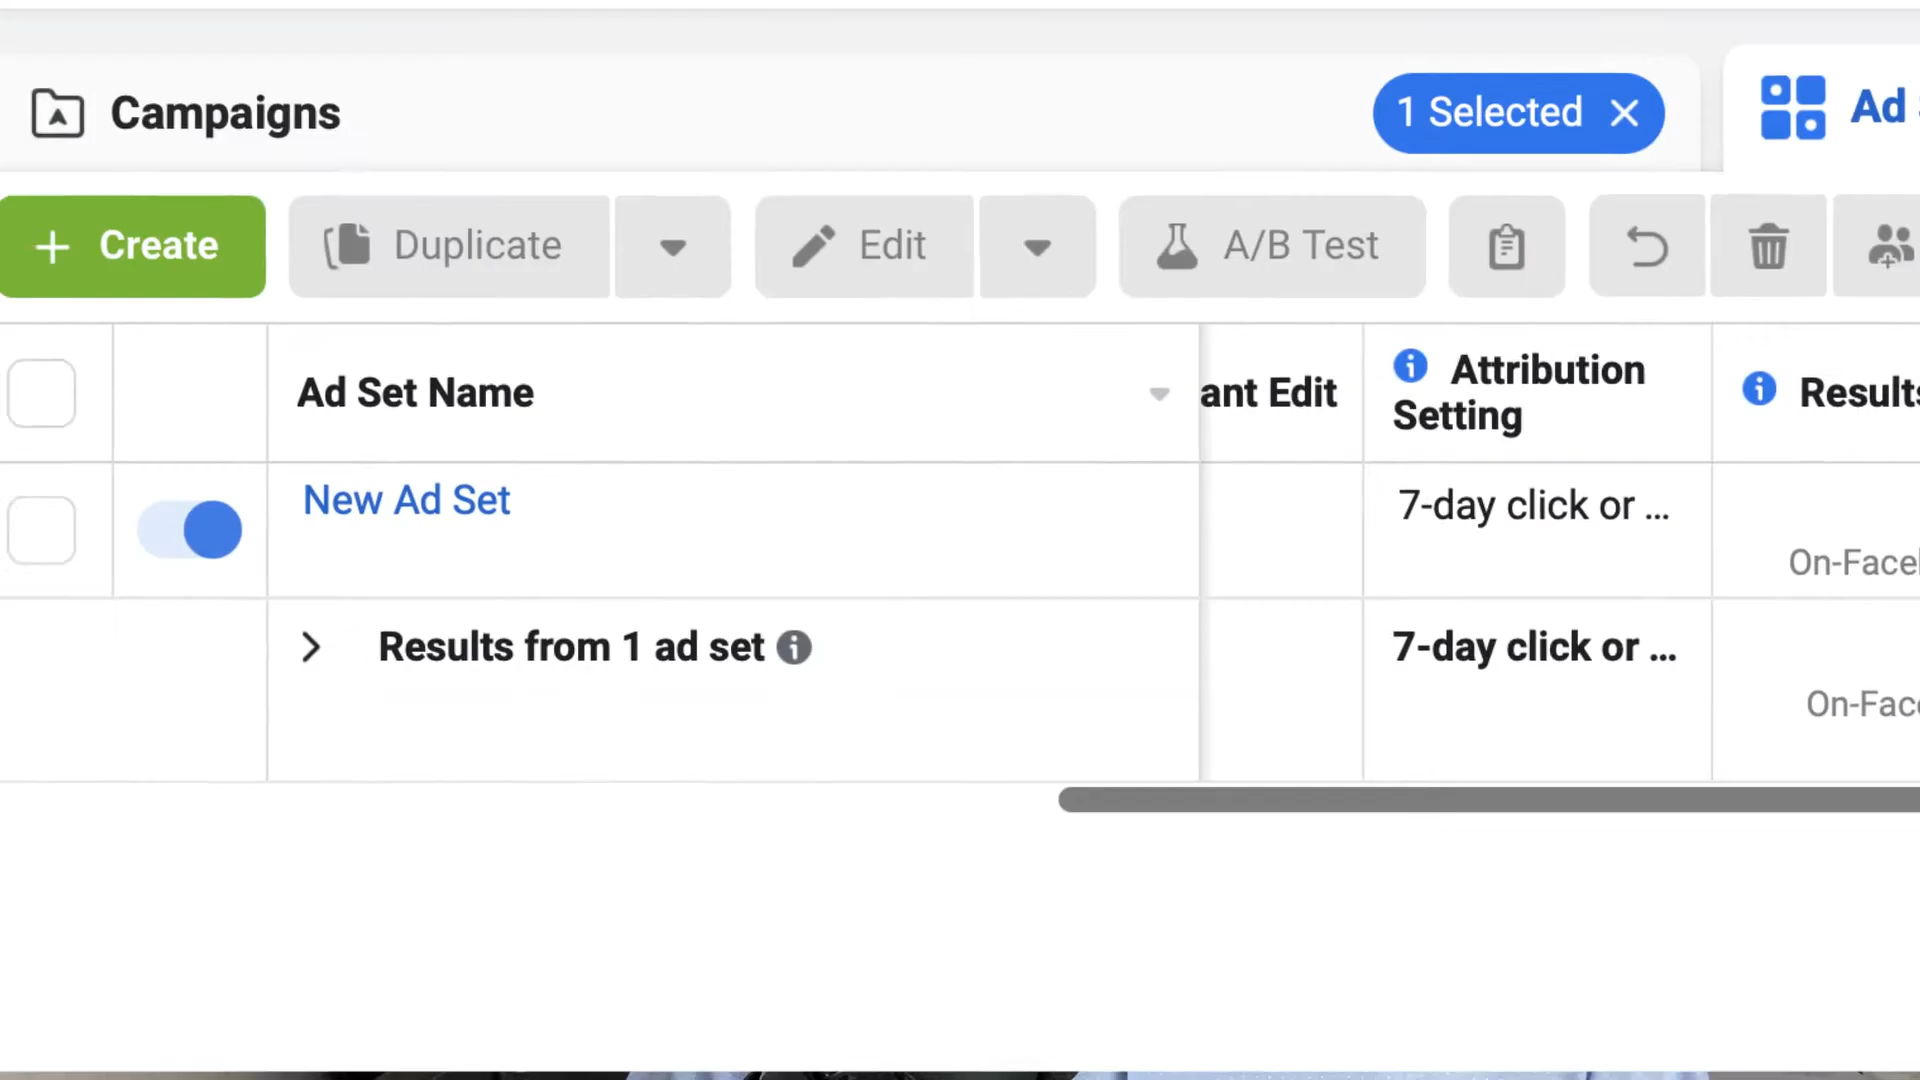 Campaigns
1 Selected
Ad
Create
Duplicate
Edit
A/B Test
Ad Set Name
ant Edit
Attribution
Setting
Results
New Ad Set
7-day click or ...
On-Face
Results from 1 ad set
7-day click or ...
On-Fac